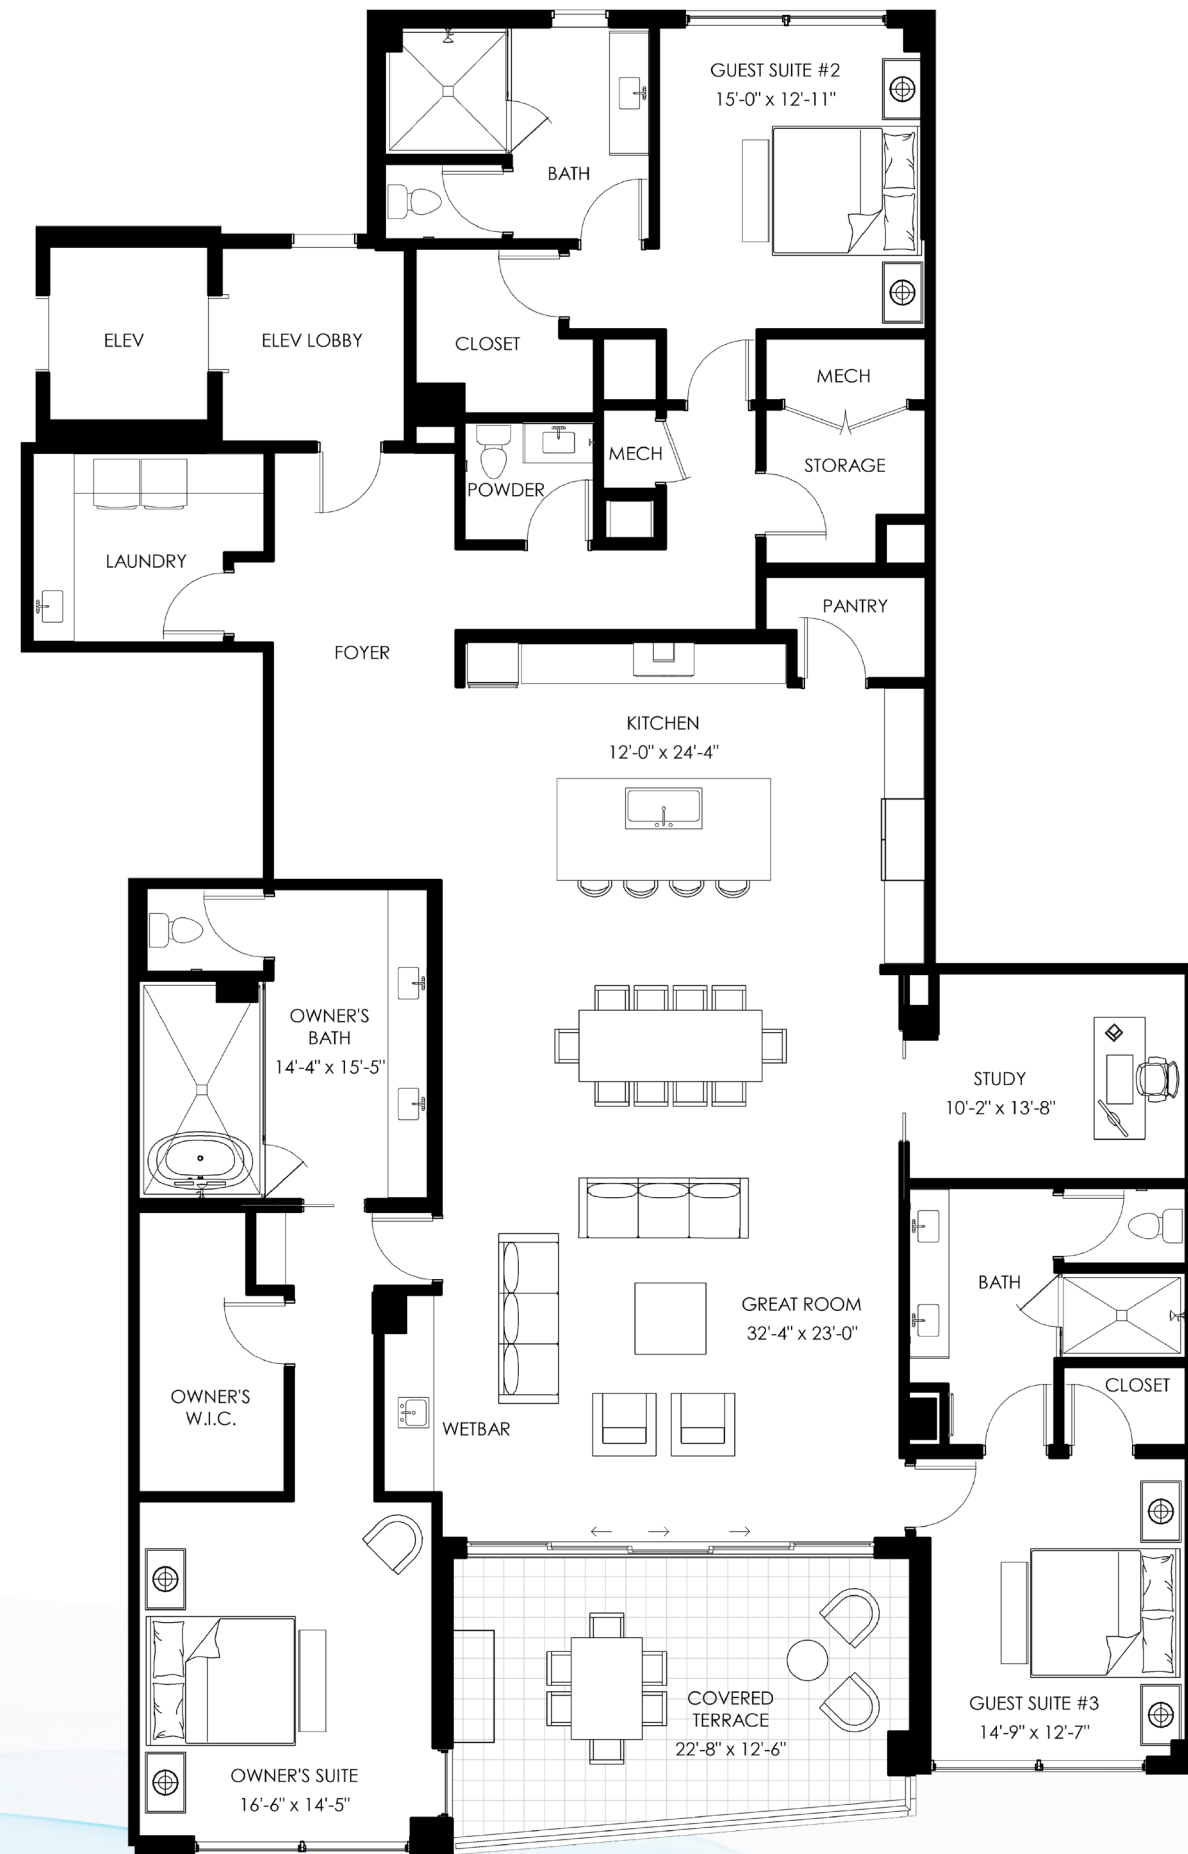 GUEST SUITE #2
15'-0" x 12'-11"
BATH
ELEV
ELEV LOBBY
CLOSET
MECH
MECH
STORAGE
POWDER
LAUNDRY
PANTRY
FOYER
KITCHEN
12'-0" x 24'-4"
OWNER'S
BATH
14'-4" x 15'-5"
STUDY
10'-2" x 13'-8"
BATH
GREAT ROOM
32'-4" x 23'-0"
CLOSET
OWNER'S
W.I.C.
WETBAR
COVERED
TERRACE
22'-8" x 12'-6"
GUEST SUITE #3
14'-9" x 12'-7"
OWNER'S SUITE
16'-6" x 14'-5"